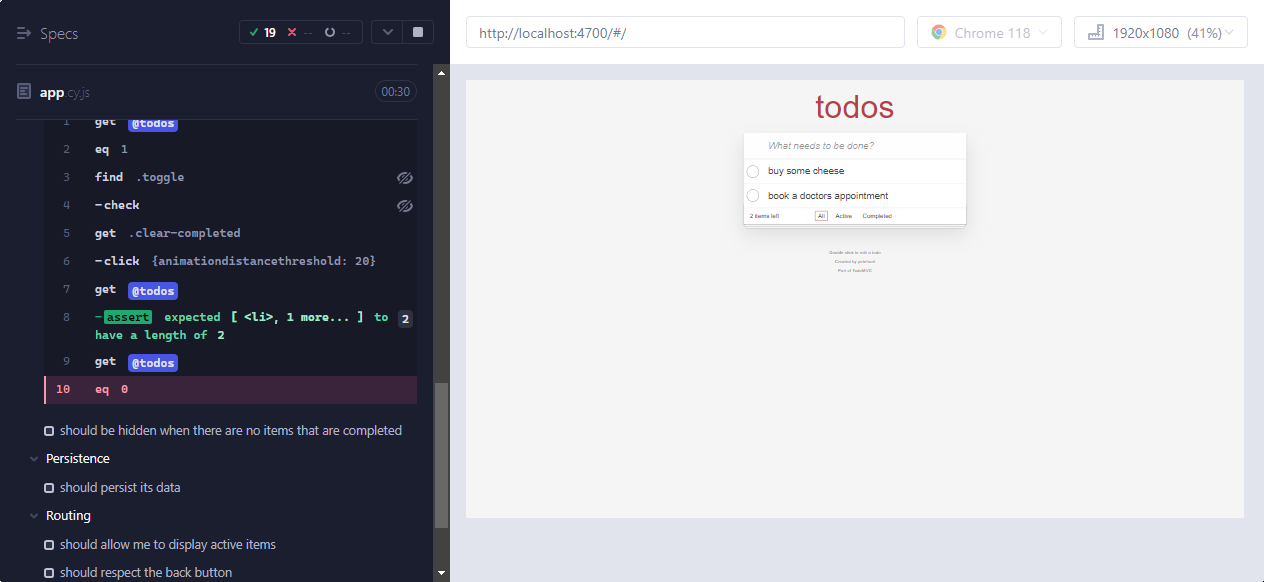 Specs
19 -- --
app.cy.js 00:30
1 get @todos
2 eq 1
3 find .toggle
4 -check
5 get .clear-completed
6 -click {animationdistancethreshold: 20}
7 get @todos
8 -assert expected [ <li>, 1 more... ] to 2
have a length of 2
9 get @todos
10 eq 0
should be hidden when there are no items that are completed
Persistence
should persist its data
Routing
should allow me to display active items
should respect the back button
http://localhost:4700/#/
Chrome 118
1920x1080 (41%)
todos
What needs to be done?
buy some cheese
book a doctors appointment
2 items left All Active Completed
Double-click to edit a todo
Created by petehunt
Part of TodoMVC